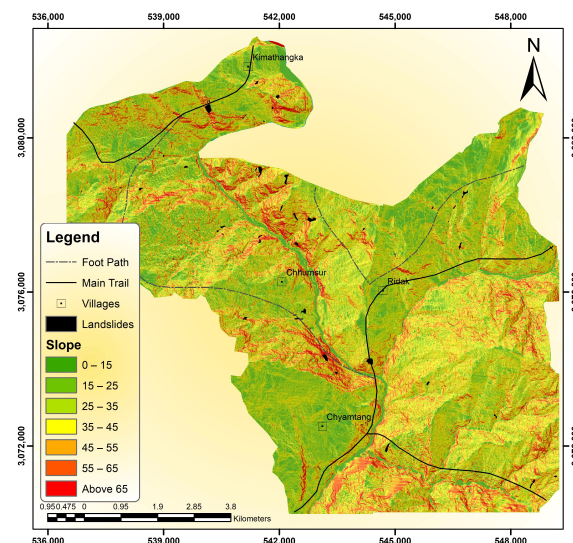 536,000 539,000 542,000 545,000 548,000
N
Kimathangka
3,080,000
Legend
Foot Path
Main Trail
Villages
Landslides
Slope
0 – 15
15 – 25
25 – 35
35 – 45
45 – 55
55 – 65
Above 65
Chhumsur
Ridak
3,076,000
Chyamtang
3,072,000
0.950.475 0 0.95 1.9 2.85 3.8
Kilometers
536,000 539,000 542,000 545,000 548,000